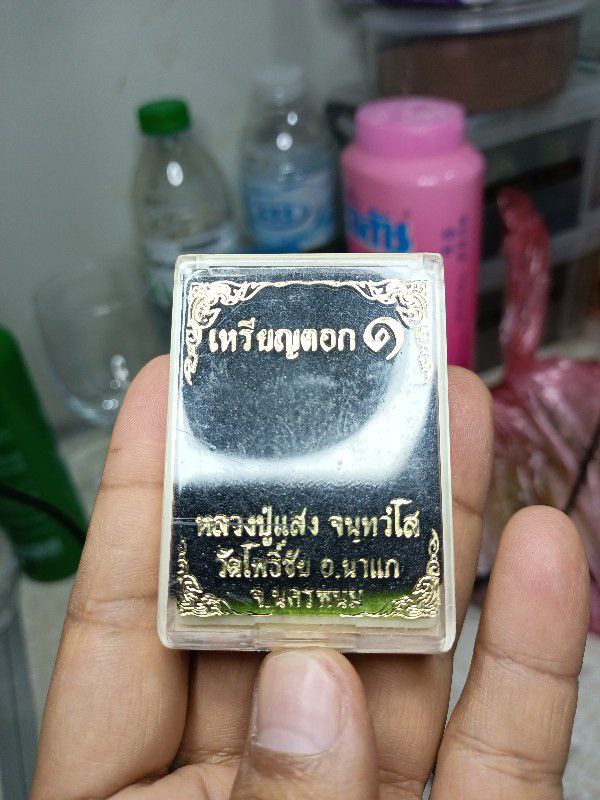 เหรียญตอก ๑
หลวงปู่แสง จนฺทวํโส
วัดโพธิ์ชัย อ.นาแก
จ.นครพนม